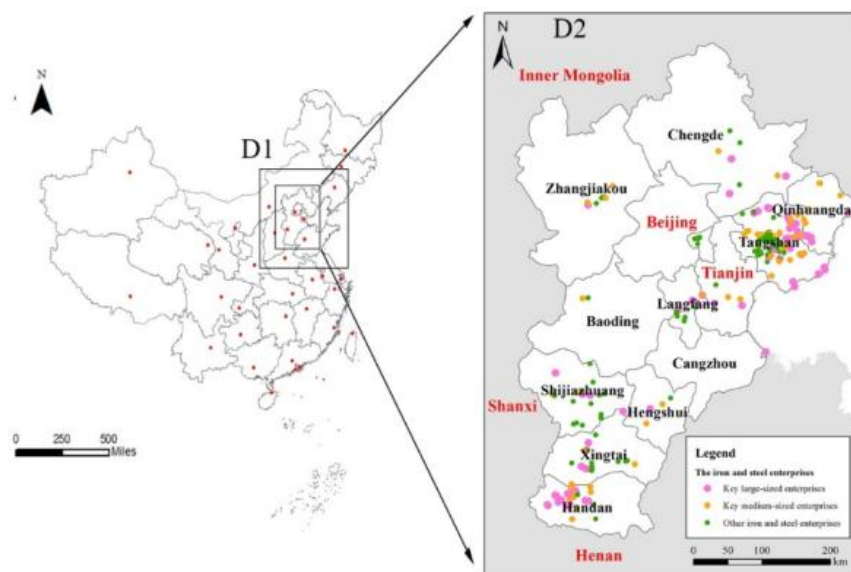 D2
N
Inner Mongolia
Chengde
N
D1
Zhangjiakou
Qinhuangda
Beijing
Tangshan
Tianjin
Langfang
Baoding
Cangzhou
Shijiazhuang
Shanxi
Hengshui
Xingtai
Handan
Henan
0 250 500
Miles
Legend
The iron and steel enterprises
Key large-sized enterprises
Key medium-sized enterprises
Other iron and steel enterprises
0 50 100 200
km